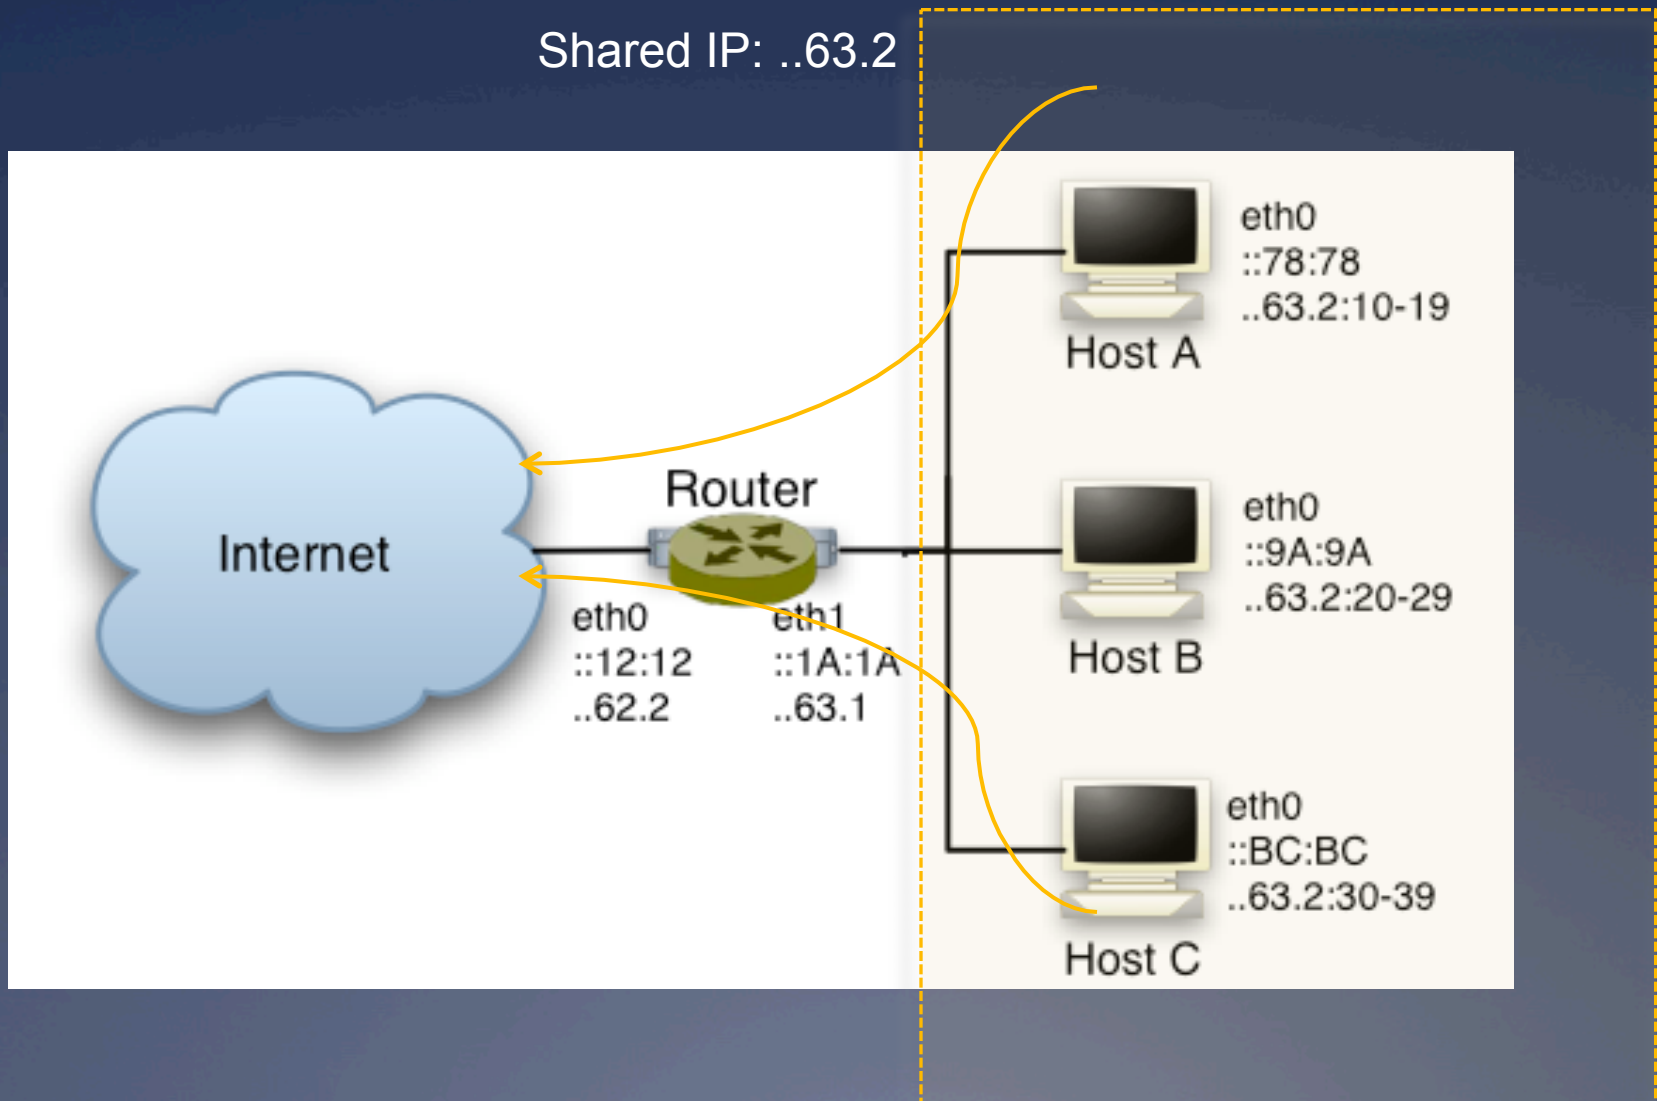 Shared IP: ..63.2
eth0
::78:78
..63.2:10-19
Host A
Router
Internet
eth0
::12:12
..62.2
eth1
::1A:1A
..63.1
eth0
::9A:9A
..63.2:20-29
Host B
eth0
::BC:BC
..63.2:30-39
Host C